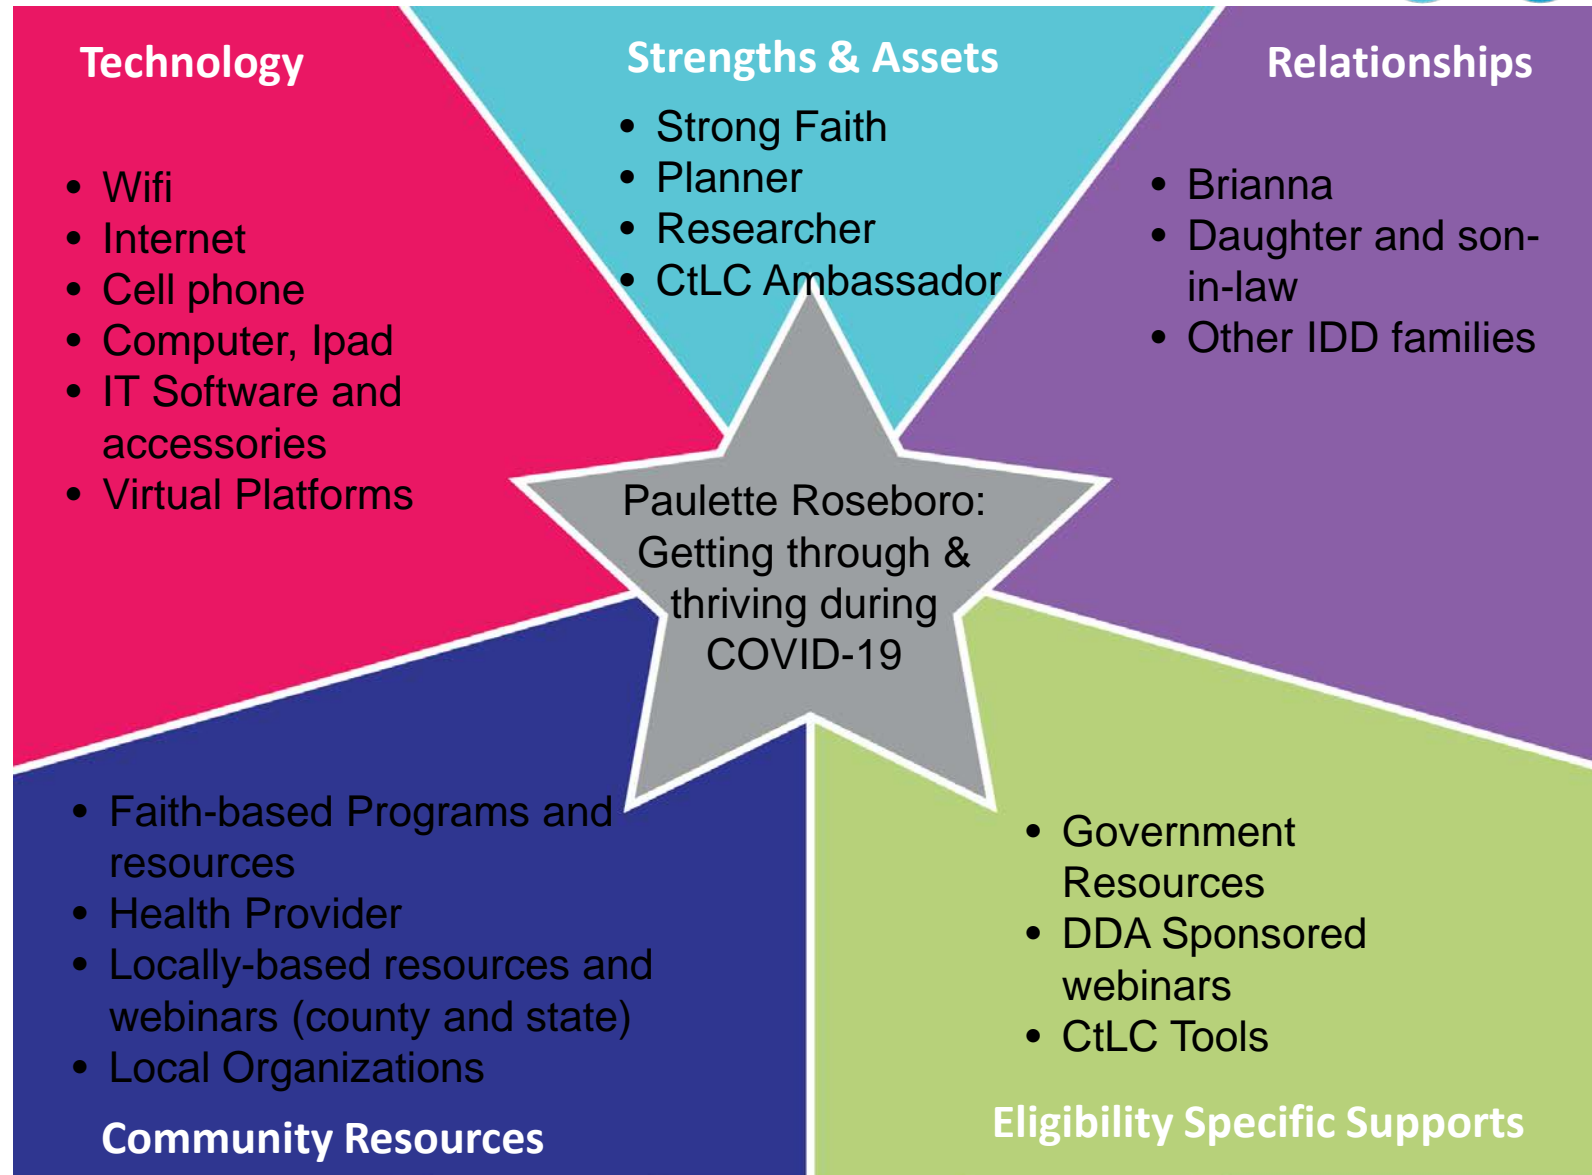 Technology
• Wifi
• Internet
• Cell phone
• Computer, Ipad
• IT Software and
accessories
• Virtual Platforms
Strengths & Assets
• Strong Faith
• Planner
• Researcher
• CtLC Ambassador
Relationships
• Brianna
• Daughter and son-
in-law
• Other IDD families
Paulette Roseboro:
Getting through &
thriving during
COVID-19
• Faith-based Programs and
resources
• Health Provider
• Locally-based resources and
webinars (county and state)
• Local Organizations
Community Resources
• Government
Resources
• DDA Sponsored
webinars
• CtLC Tools
Eligibility Specific Supports